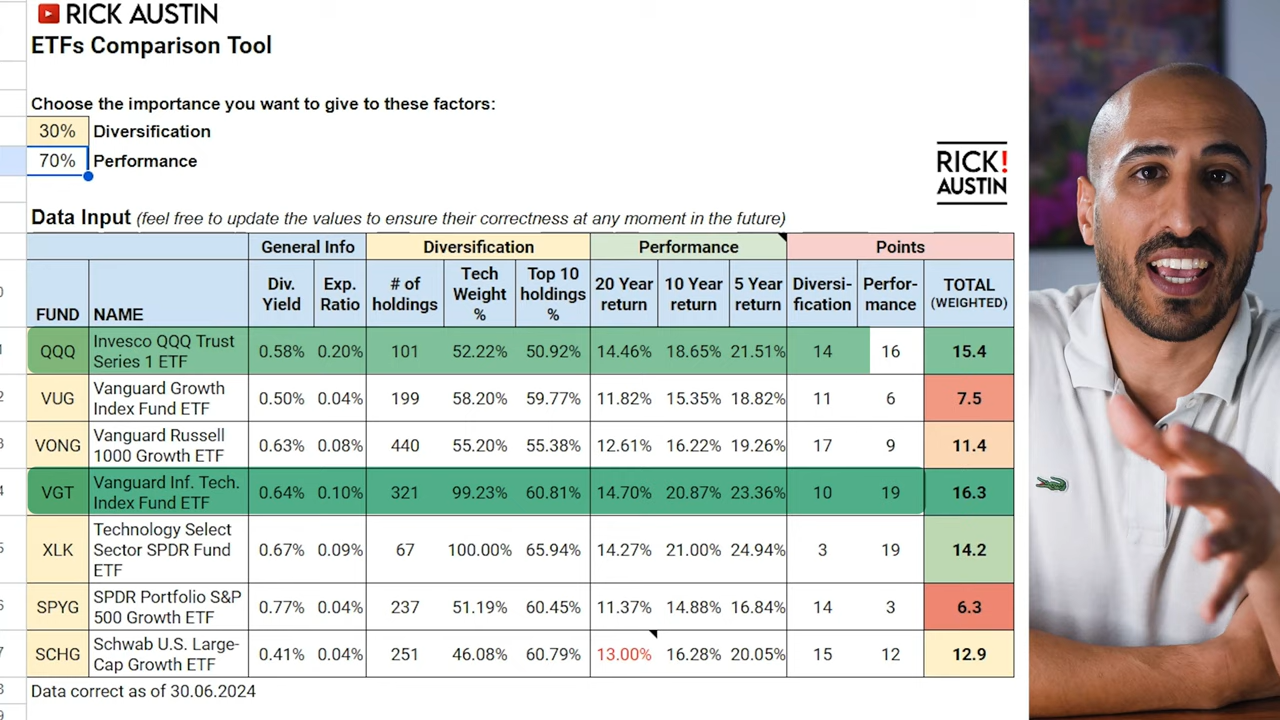 RICK AUSTIN
ETFs Comparison Tool
Choose the importance you want to give to these factors:
30% Diversification
70% Performance
RICK!
AUSTIN
Data Input (feel free to update the values to ensure their correctness at any moment in the future)
General Info Diversification Performance Points
FUND NAME Div. Yield Exp. Ratio # of holdings Tech Weight % Top 10 holdings % 20 Year return 10 Year return 5 Year return Diversi-fication Perfor-mance TOTAL (WEIGHTED)
QQQ Invesco QQQ Trust Series 1 ETF 0.58% 0.20% 101 52.22% 50.92% 14.46% 18.65% 21.51% 14 16 15.4
VUG Vanguard Growth Index Fund ETF 0.50% 0.04% 199 58.20% 59.77% 11.82% 15.35% 18.82% 11 6 7.5
VONG Vanguard Russell 1000 Growth ETF 0.63% 0.08% 440 55.20% 55.38% 12.61% 16.22% 19.26% 17 9 11.4
VGT Vanguard Inf. Tech. Index Fund ETF 0.64% 0.10% 321 99.23% 60.81% 14.70% 20.87% 23.36% 10 19 16.3
XLK Technology Select Sector SPDR Fund ETF 0.67% 0.09% 67 100.00% 65.94% 14.27% 21.00% 24.94% 3 19 14.2
SPYG SPDR Portfolio S&P 500 Growth ETF 0.77% 0.04% 237 51.19% 60.45% 11.37% 14.88% 16.84% 14 3 6.3
SCHG Schwab U.S. Large-Cap Growth ETF 0.41% 0.04% 251 46.08% 60.79% 13.00% 16.28% 20.05% 15 12 12.9
Data correct as of 30.06.2024